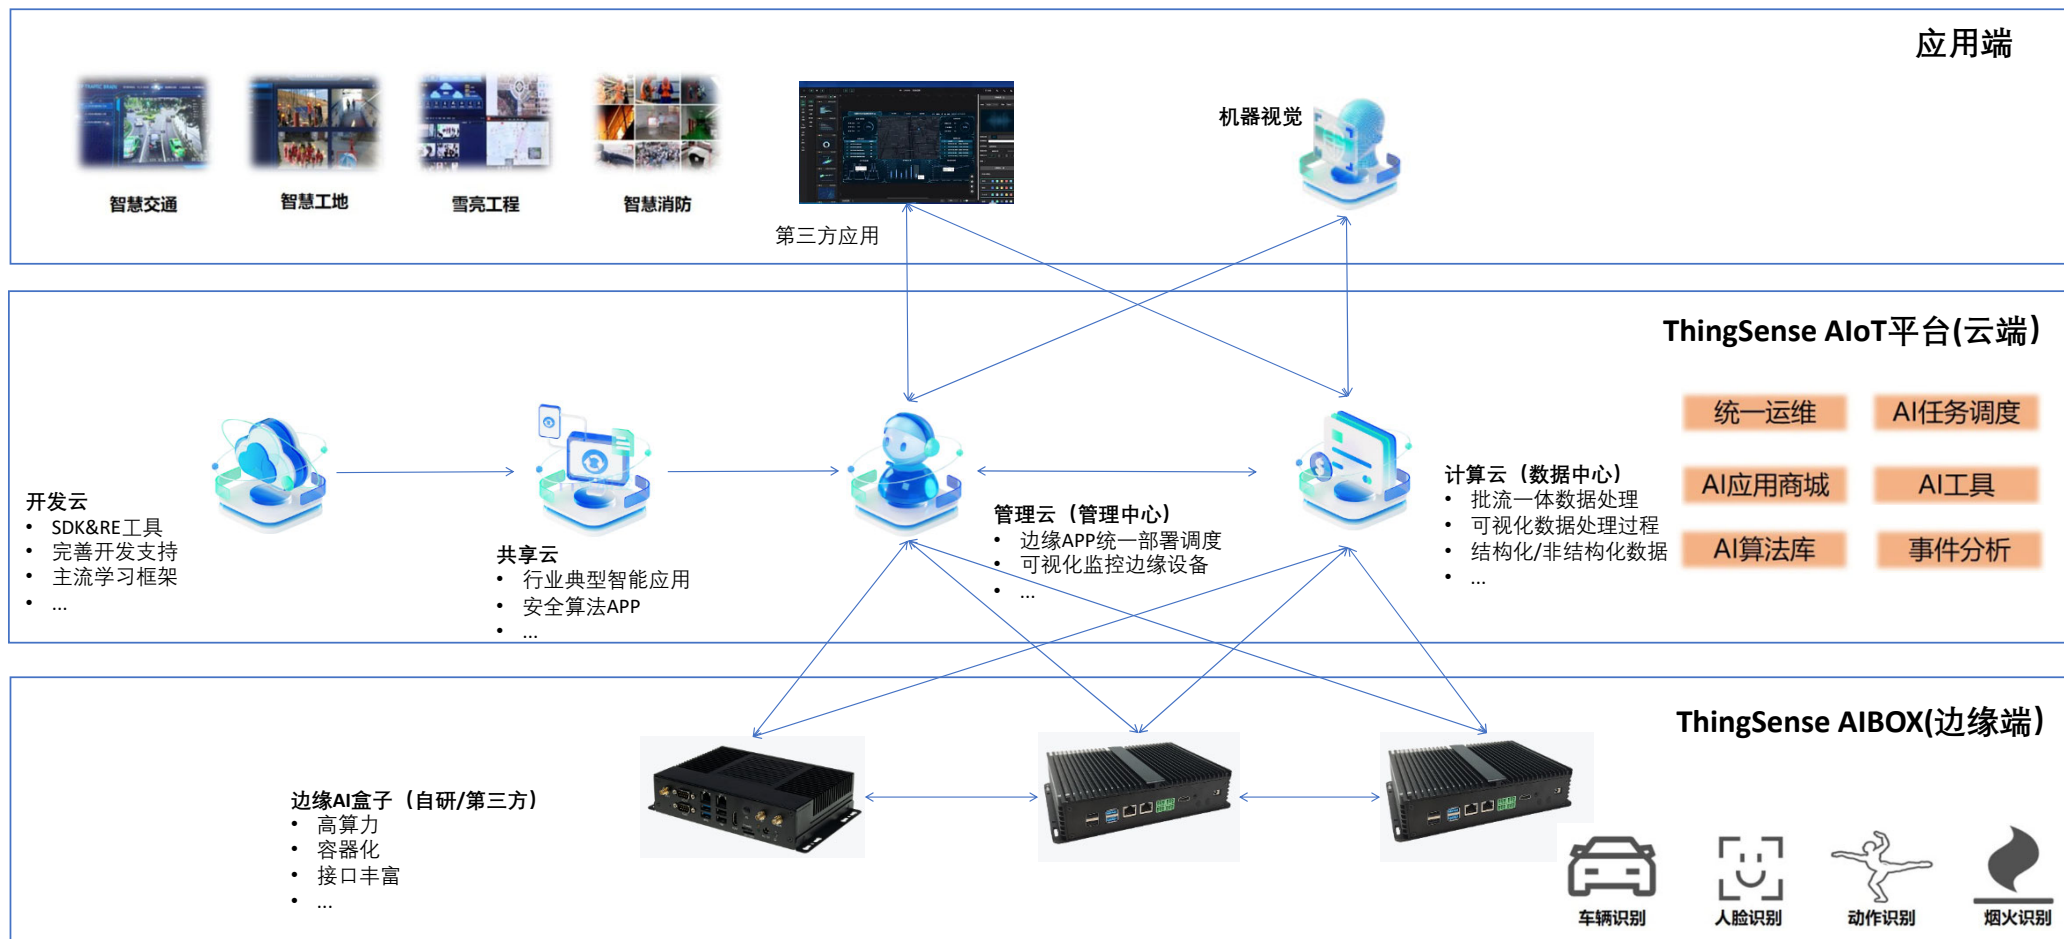 应用端
智慧交通
智慧工地
雪亮工程
智慧消防
第三方应用
机器视觉
ThingSense AIoT平台(云端)
开发云
• SDK&RE工具
• 完善开发支持
• 主流学习框架
• ...
共享云
• 行业典型智能应用
• 安全算法APP
• ...
管理云（管理中心）
• 边缘APP统一部署调度
• 可视化监控边缘设备
• ...
计算云（数据中心）
• 批流一体数据处理
• 可视化数据处理过程
• 结构化/非结构化数据
• ...
统一运维
AI任务调度
AI应用商城
AI工具
AI算法库
事件分析
ThingSense AIBOX(边缘端)
边缘AI盒子（自研/第三方）
• 高算力
• 容器化
• 接口丰富
• ...
车辆识别
人脸识别
动作识别
烟火识别